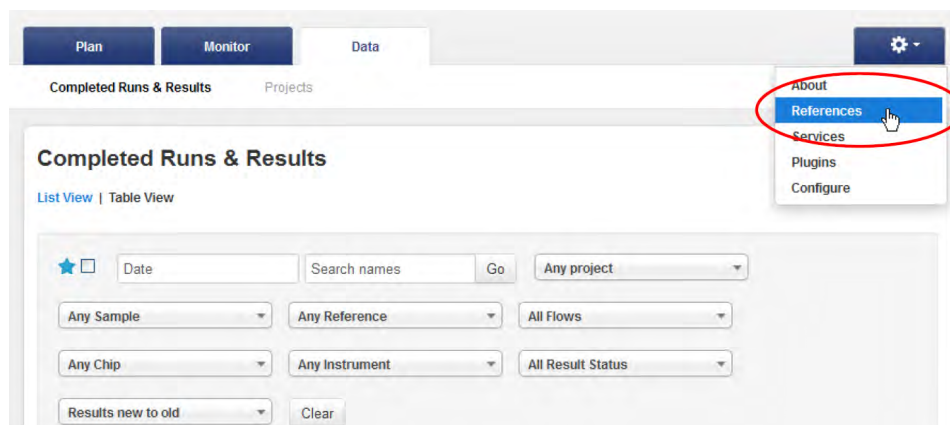 Plan Monitor Data
Completed Runs & Results Projects
About
References
Services
Plugins
Configure
Completed Runs & Results
List View | Table View
Date Search names Go Any project
Any Sample Any Reference All Flows
Any Chip Any Instrument All Result Status
Results new to old Clear